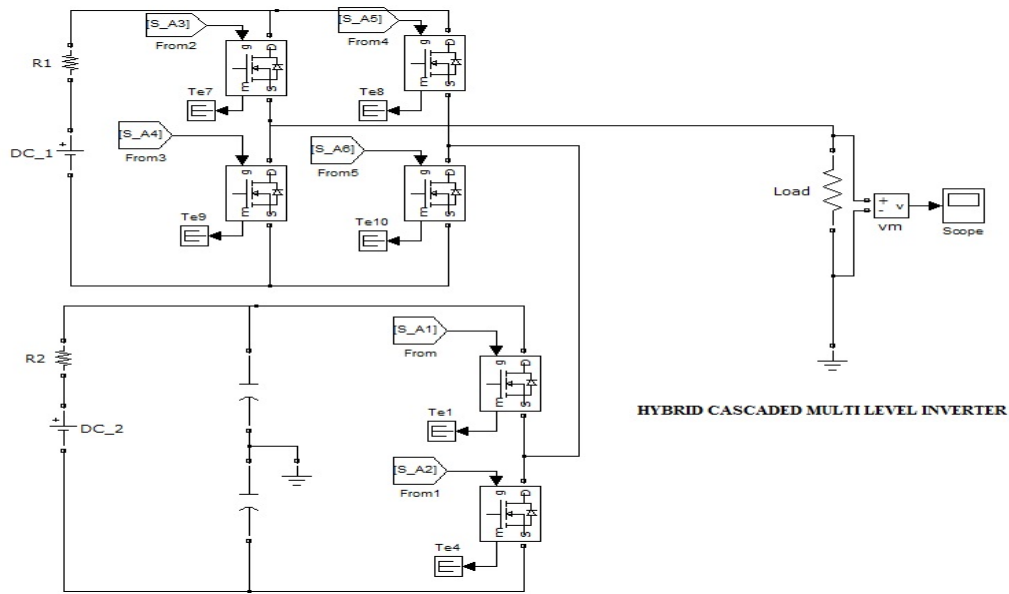 [S_A3]
From2
[S_A5]
From4
R1
Te7
Te8
[S_A4]
From3
[S_A6]
From5
DC_1
+
g
D
m
S
g
D
m
S
g
D
m
S
g
D
m
S
Te9
Te10
Load
+
-
v
vm
Scope
[S_A1]
From
R2
g
D
m
S
+
DC_2
Te1
HYBRID CASCADED MULTI LEVEL INVERTER
[S_A2]
From1
g
D
m
S
Te4